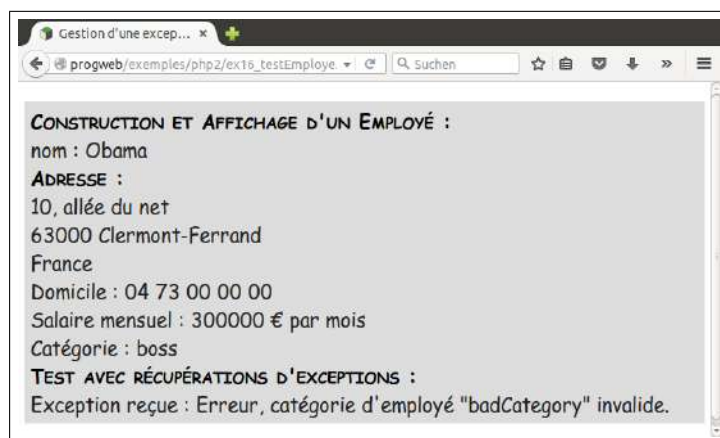 Gestion d'une excep... ×
progweb/exemples/php2/ex16_testEmploye. Suchen
CONSTRUCTION ET AFFICHAGE D'UN EMPLOYÉ :
nom : Obama
ADRESSE :
10, allée du net
63000 Clermont-Ferrand
France
Domicile : 04 73 00 00 00
Salaire mensuel : 300000 € par mois
Catégorie : boss
TEST AVEC RÉCUPÉRATIONS D'EXCEPTIONS :
Exception reçue : Erreur, catégorie d'employé "badCategory" invalide.